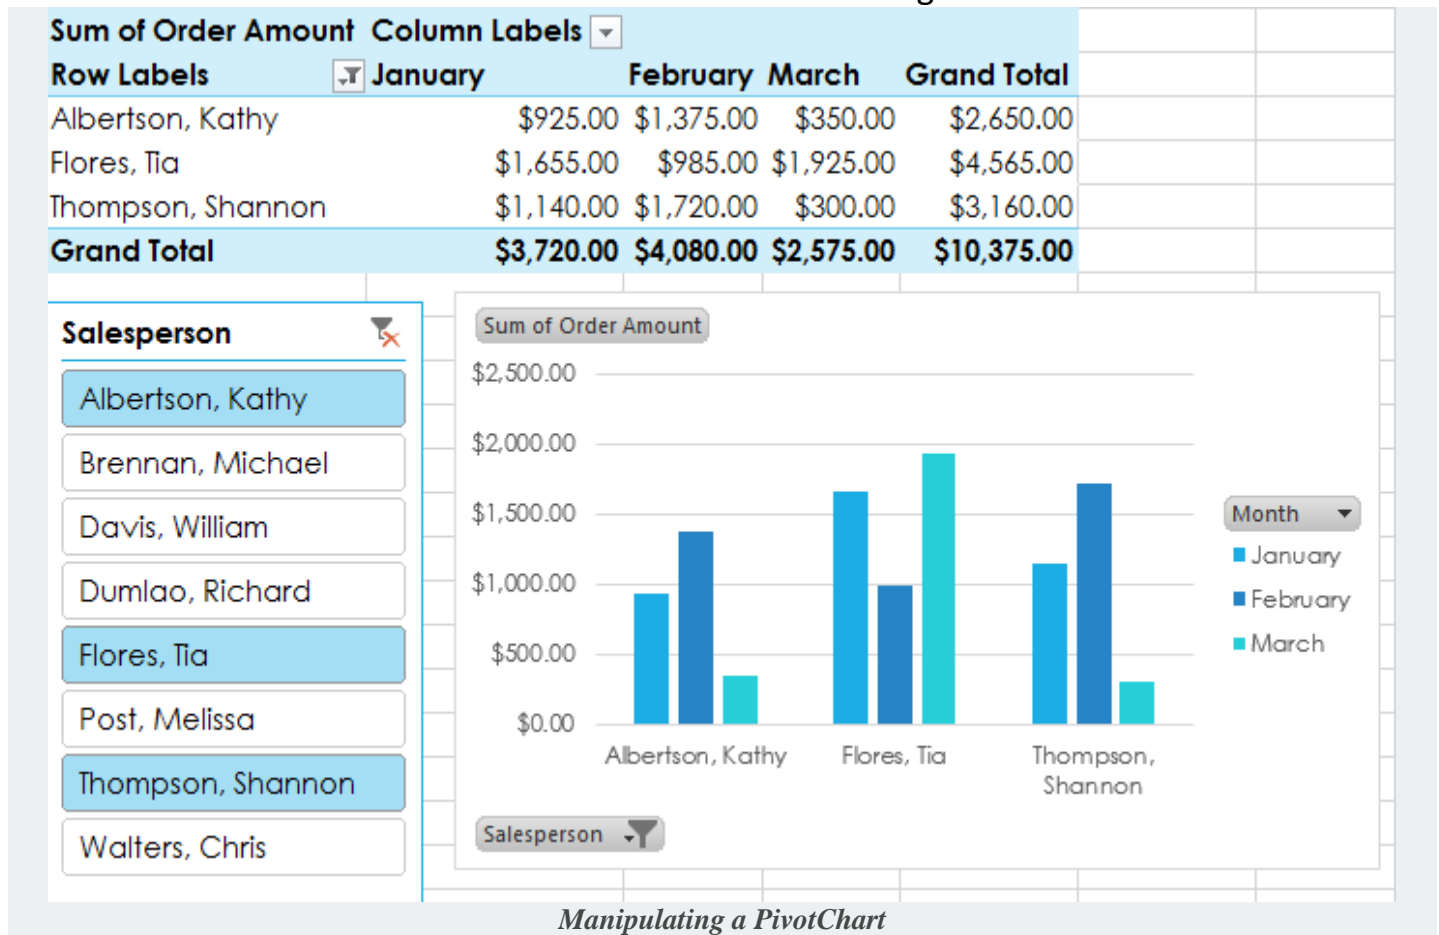 Sum of Order Amount Column Labels
Row Labels January February March Grand Total
Albertson, Kathy $925.00 $1,375.00 $350.00 $2,650.00
Flores, Tia $1,655.00 $985.00 $1,925.00 $4,565.00
Thompson, Shannon $1,140.00 $1,720.00 $300.00 $3,160.00
Grand Total $3,720.00 $4,080.00 $2,575.00 $10,375.00
Salesperson
Albertson, Kathy
Brennan, Michael
Davis, William
Dumlao, Richard
Flores, Tia
Post, Melissa
Thompson, Shannon
Walters, Chris
Sum of Order Amount
$2,500.00
$2,000.00
$1,500.00
$1,000.00
$500.00
$0.00
Albertson, Kathy
Flores, Tia
Thompson,
Shannon
Month
January
February
March
Salesperson
Manipulating a PivotChart